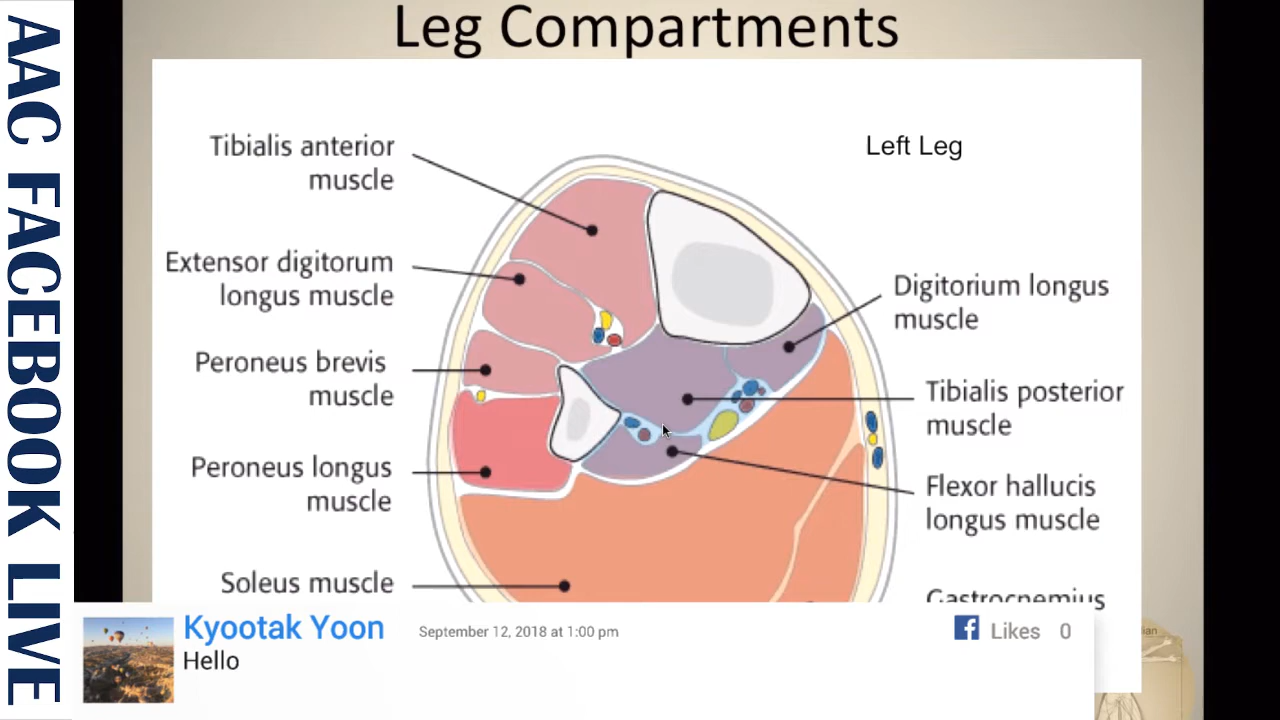 AAC FACEBOOK LIVE
Leg Compartments
Left Leg
Tibialis anterior
muscle
Extensor digitorum
longus muscle
Peroneus brevis
muscle
Peroneus longus
muscle
Soleus muscle
Digitorium longus
muscle
Tibialis posterior
muscle
Flexor hallucis
longus muscle
Gastrocnemius
Kyootak Yoon
September 12, 2018 at 1:00 pm
Likes 0
Hello